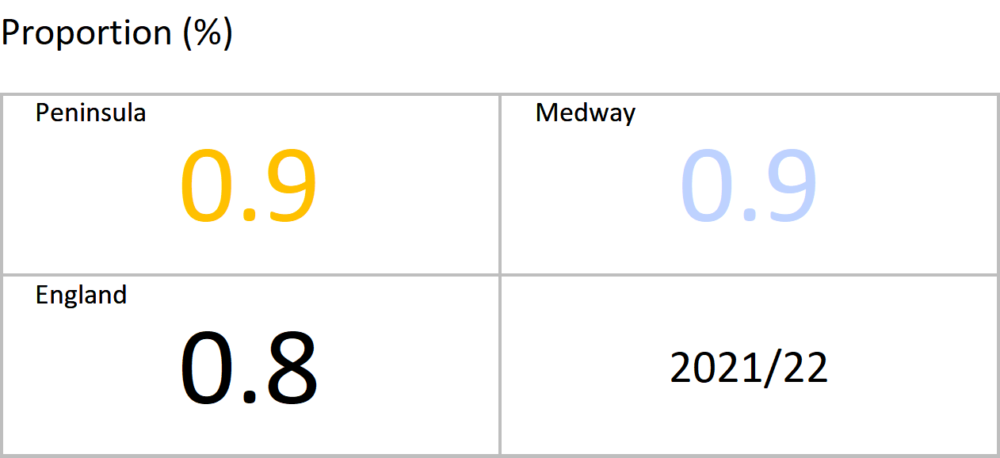 Proportion (%)
Peninsula
0.9
Medway
0.9
England
0.8
2021/22